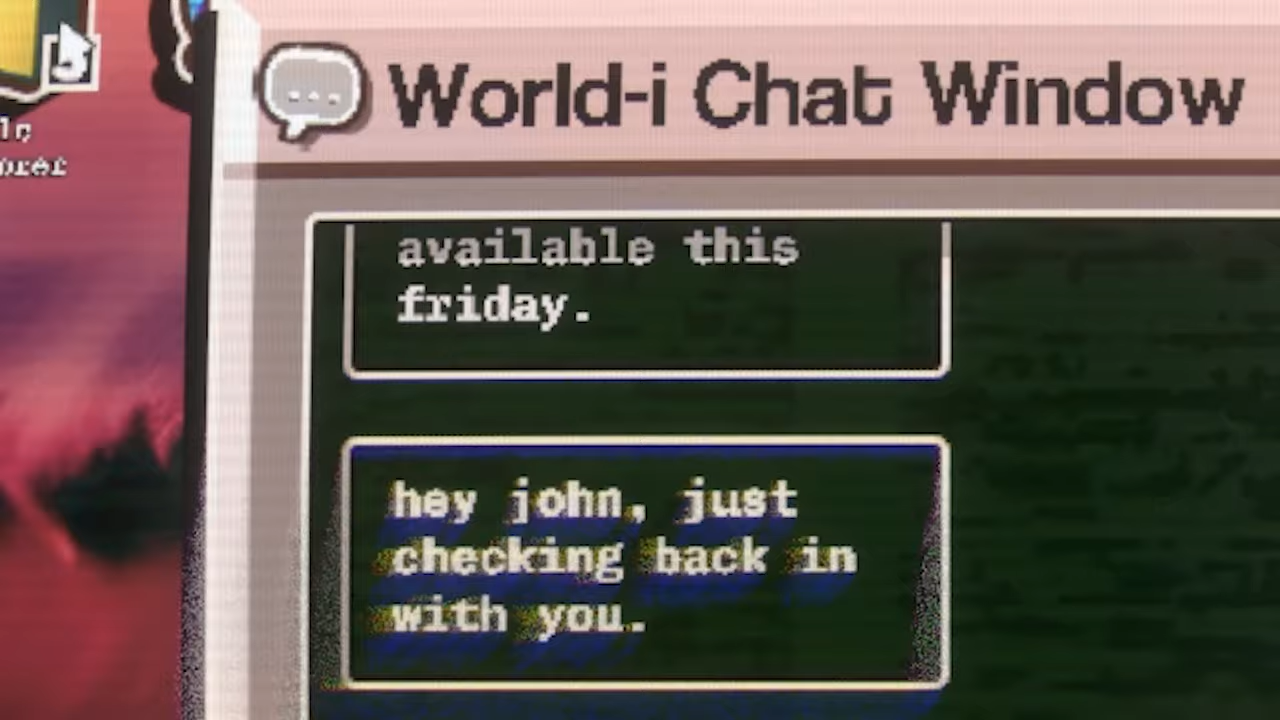 World-i Chat Window
available this
friday.
hey john, just
checking back in
with you.